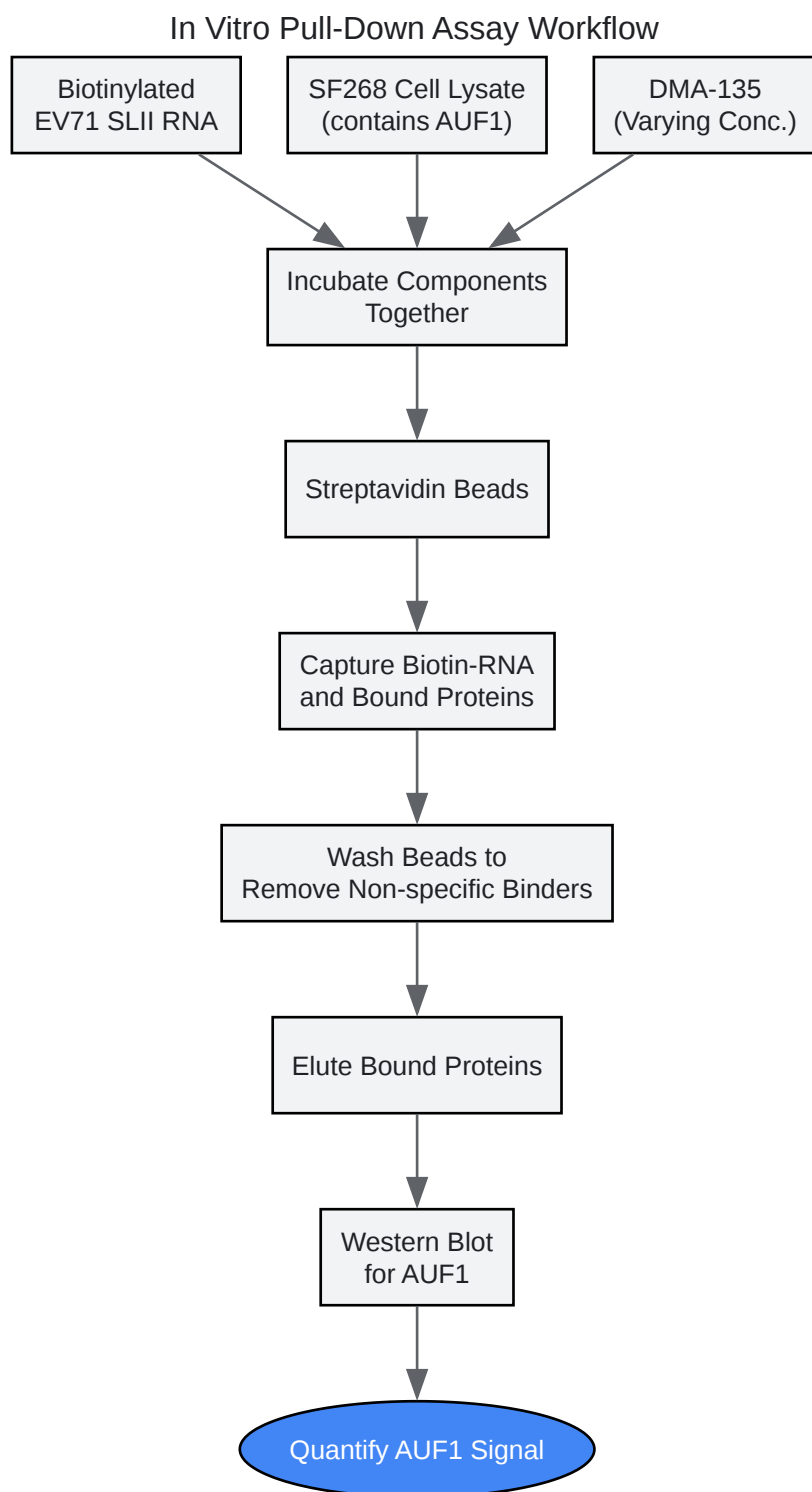 In Vitro Pull-Down Assay Workflow
Biotinylated
EV71 SLII RNA
SF268 Cell Lysate
(contains AUF1)
DMA-135
(Varying Conc.)
Incubate Components
Together
Streptavidin Beads
Capture Biotin-RNA
and Bound Proteins
Wash Beads to
Remove Non-specific Binders
Elute Bound Proteins
Western Blot
for AUF1
Quantify AUF1 Signal